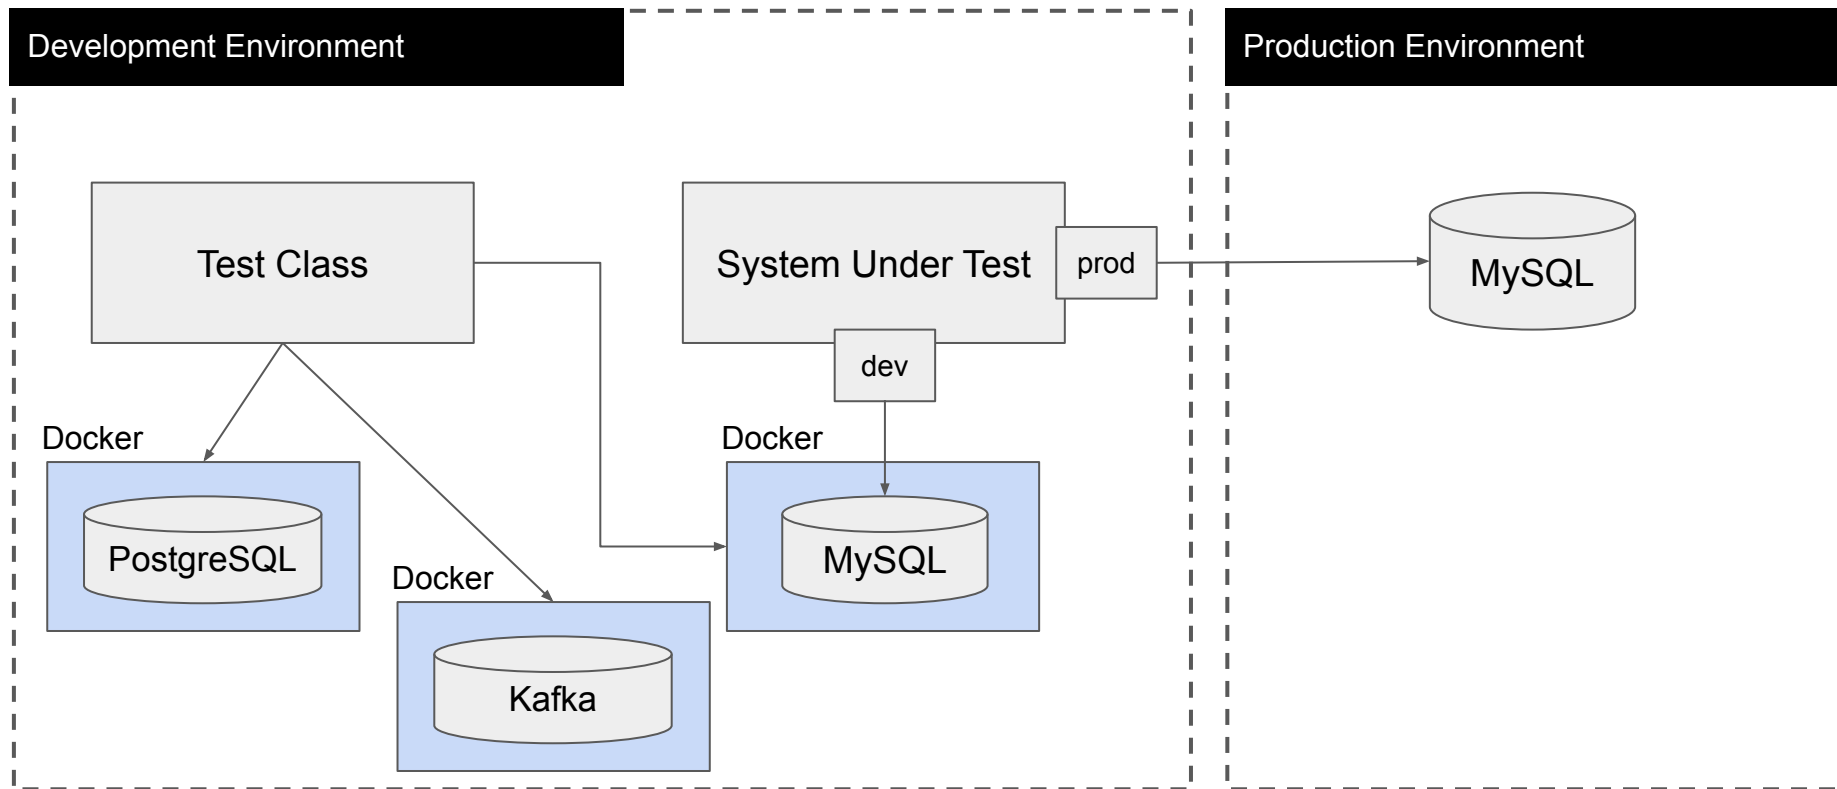 Development Environment
Production Environment
Test Class
System Under Test
prod
MySQL
dev
Docker
Docker
PostgreSQL
MySQL
Docker
Kafka